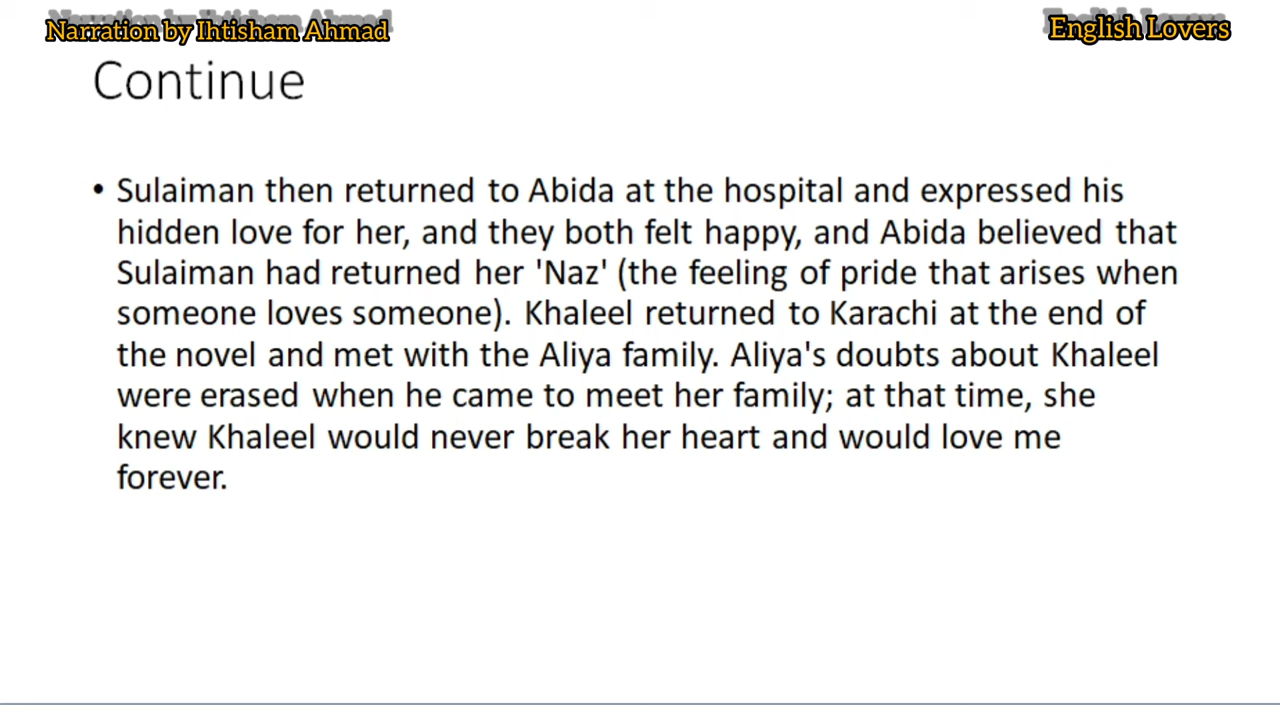 Narration by Ihtisham Ahmad
English Lovers
Continue
• Sulaiman then returned to Abida at the hospital and expressed his
hidden love for her, and they both felt happy, and Abida believed that
Sulaiman had returned her 'Naz' (the feeling of pride that arises when
someone loves someone). Khaleel returned to Karachi at the end of
the novel and met with the Aliya family. Aliya's doubts about Khaleel
were erased when he came to meet her family; at that time, she
knew Khaleel would never break her heart and would love me
forever.